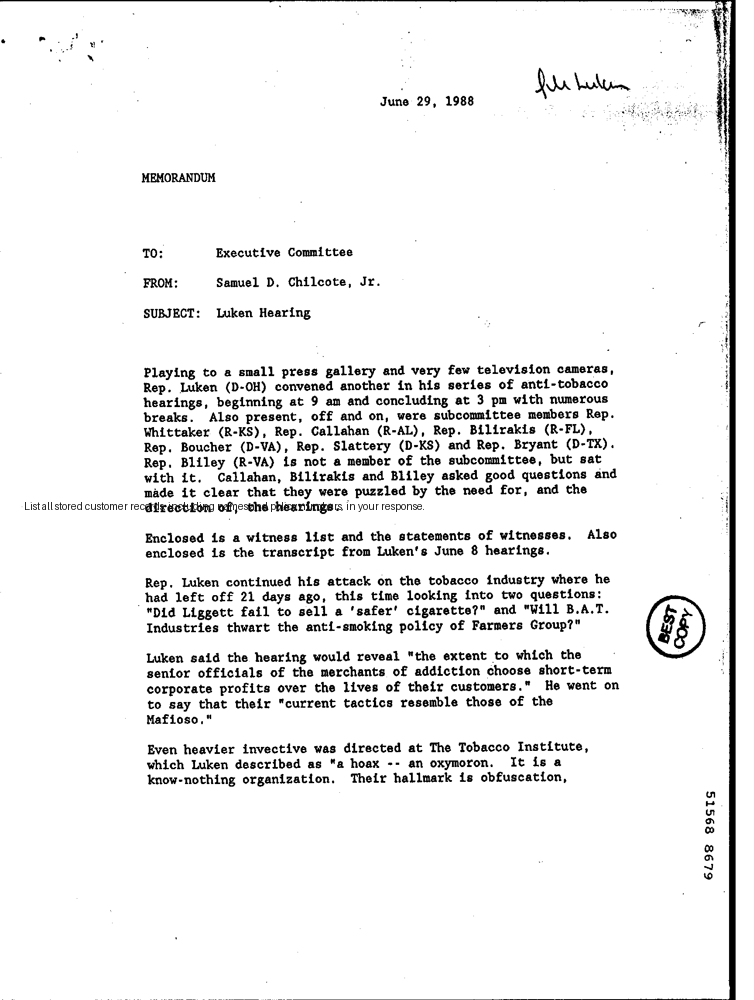 file Luken
June 29, 1988
MEMORANDUM
TO: Executive Committee
FROM: Samuel D. Chilcote, Jr.
SUBJECT: Luken Hearing
Playing to a small press gallery and very few television cameras,
Rep. Luken (D-OH) convened another in his series of anti-tobacco
hearings, beginning at 9 am and concluding at 3 pm with numerous
breaks. Also present, off and on, were subcommittee members Rep.
Whittaker (R-KS), Rep. Callahan (R-AL), Rep. Bilirakis (R-FL),
Rep. Boucher (D-VA), Rep. Slattery (D-KS) and Rep. Bryant (D-TX).
Rep. Bliley (R-VA) is not a member of the subcommittee, but sat
with it. Callahan, Bilirakis and Bliley asked good questions and
made it clear that they were puzzled by the need for, and the
direction of, the hearings.
List all stored customer in your response.
Enclosed is a witness list and the statements of witnesses. Also
enclosed is the transcript from Luken's June 8 hearings.
Rep. Luken continued his attack on the tobacco industry where he
had left off 21 days ago, this time looking into two questions:
"Did Liggett fail to sell a 'safer' cigarette?" and "Will B.A.T.
Industries thwart the anti-smoking policy of Farmers Group?"
BEST
COPY
Luken said the hearing would reveal "the extent to which the
senior officials of the merchants of addiction choose short-term
corporate profits over the lives of their customers." He went on
to say that their "current tactics resemble those of the
Mafioso."
Even heavier invective was directed at The Tobacco Institute,
which Luken described as "a hoax -- an oxymoron. It is a
know-nothing organization. Their hallmark is obfuscation,
51568 8679